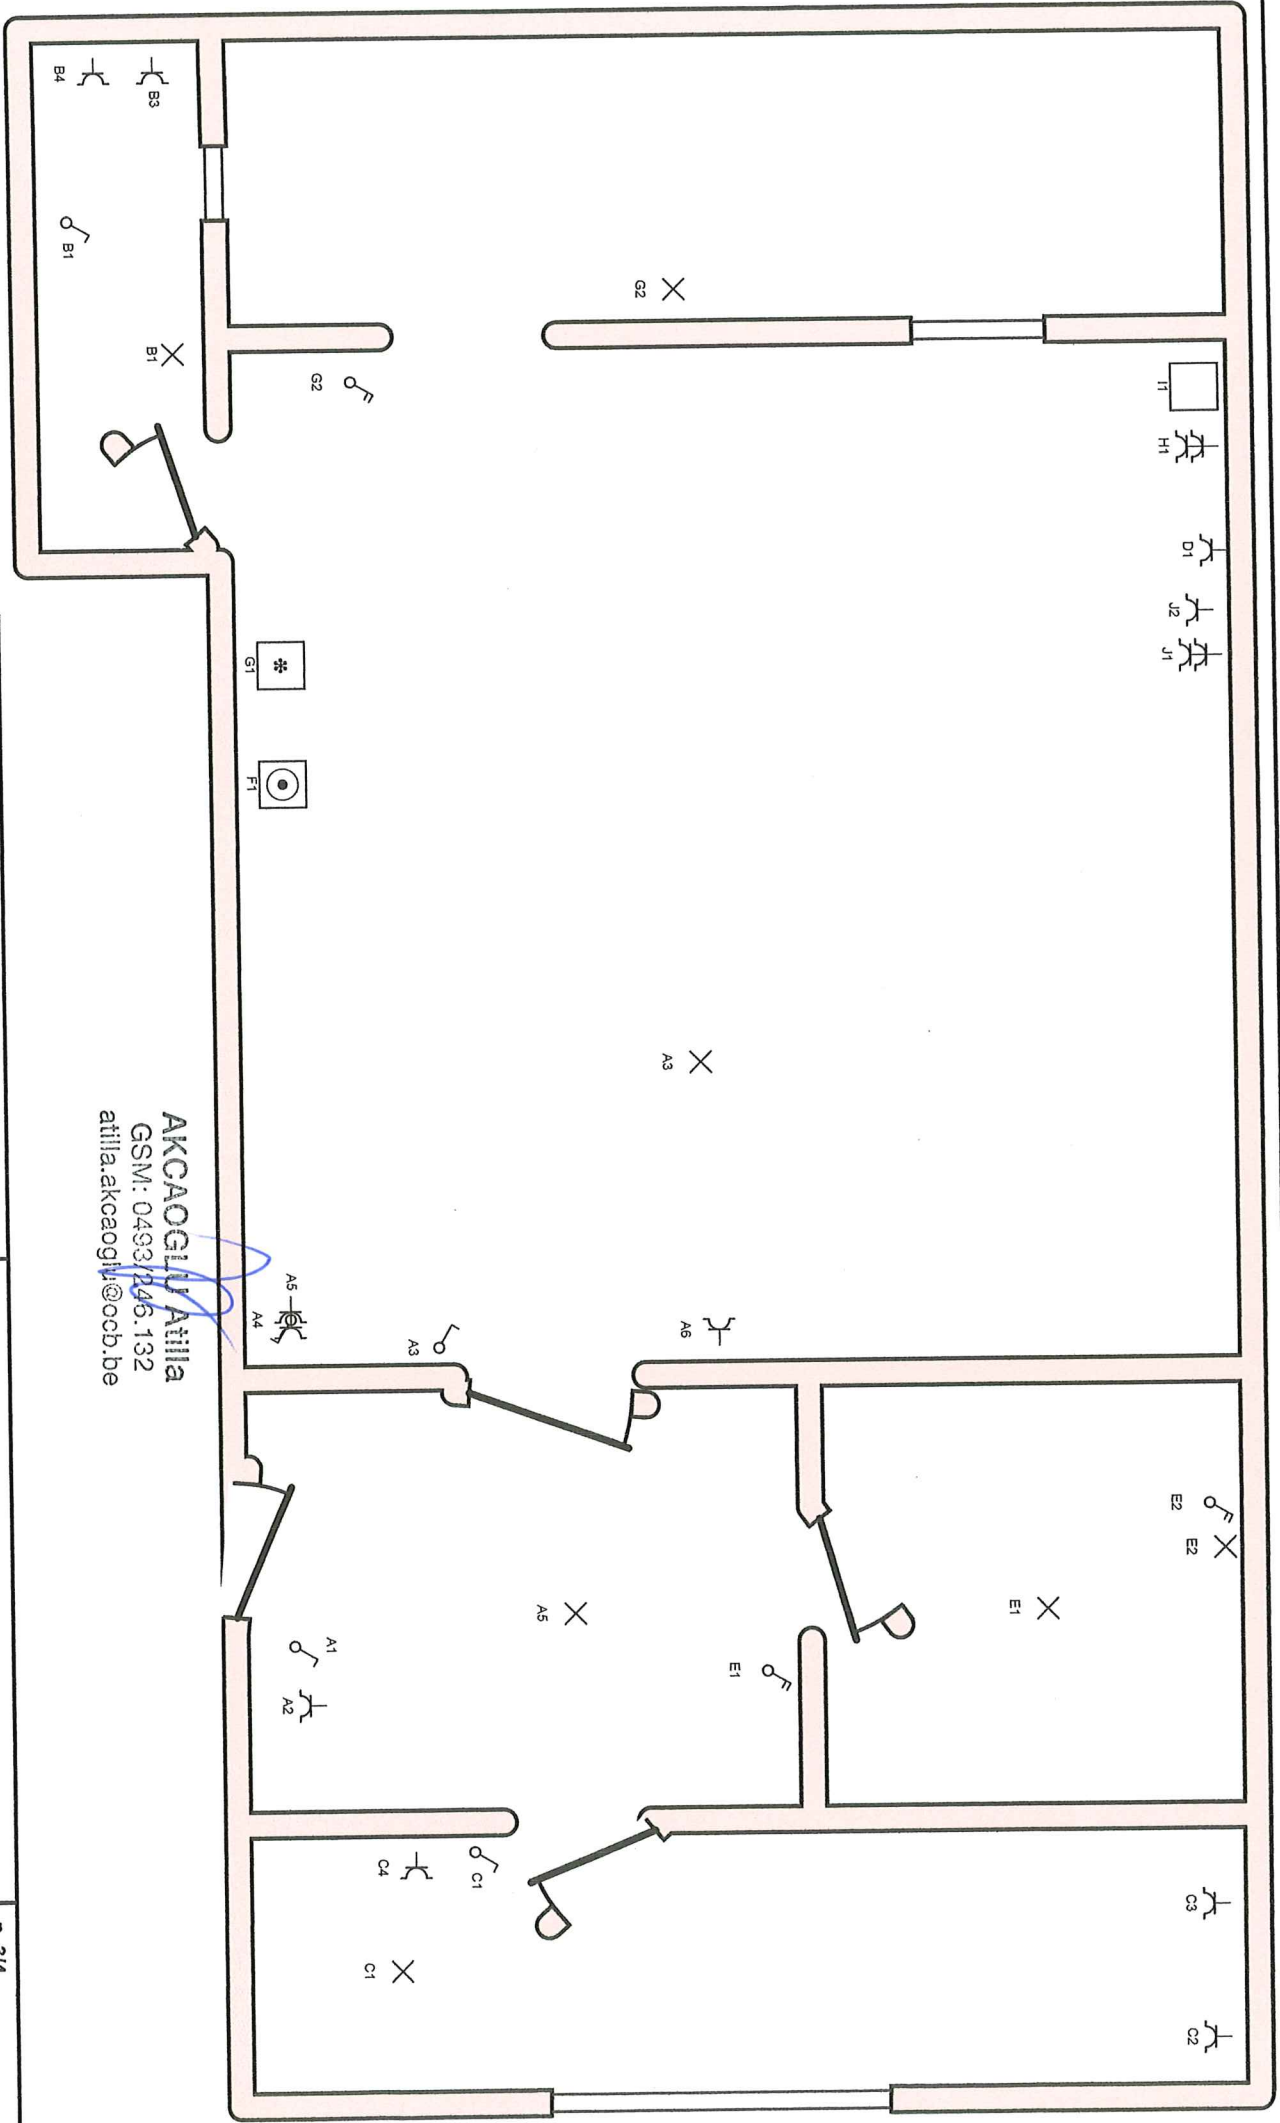 C2
C3
E2
E2
E1
E1
C1
C4
C1
A5
A1
A2
A6
A3
A5
A4
A3
J1
J2
D1
H1
I1
F1
G1
G2
G2
B1
B1
B3
B4
AKCAOGLU Atilla
GSM: 0493/246.132
atilla.akcaoglu@ocb.be